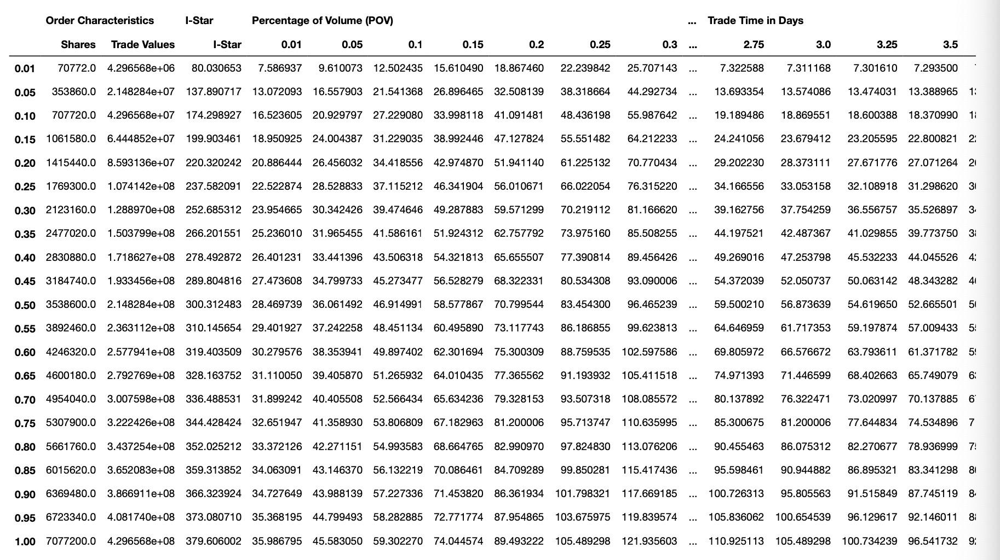 Order Characteristics I-Star Percentage of Volume (POV) ... Trade Time in Days
Shares Trade Values I-Star 0.01 0.05 0.1 0.15 0.2 0.25 0.3 ... 2.75 3.0 3.25 3.5
0.01 70772.0 4.296568e+06 80.030653 7.586937 9.610073 12.502435 15.610490 18.867460 22.239842 25.707143 ... 7.322588 7.311168 7.301610 7.293500
0.05 353860.0 2.148284e+07 137.890717 13.072093 16.557903 21.541368 26.896465 32.508139 38.318664 44.292734 ... 13.693354 13.574086 13.474031 13.388965
0.10 707720.0 4.296568e+07 174.298927 16.523605 20.929797 27.229080 33.998118 41.091481 48.436198 55.987642 ... 19.189486 18.869551 18.600388 18.370990
0.15 1061580.0 6.444852e+07 199.903461 18.950925 24.004387 31.229035 38.992446 47.127824 55.551482 64.212233 ... 24.241056 23.679412 23.205595 22.800821
0.20 1415440.0 8.593136e+07 220.320242 20.886444 26.456032 34.418556 42.974870 51.941140 61.225132 70.770434 ... 29.202230 28.373111 27.671776 27.071264
0.25 1769300.0 1.074142e+08 237.582091 22.522874 28.528833 37.115212 46.341904 56.010671 66.022054 76.315220 ... 34.166556 33.053158 32.108918 31.298620
0.30 2123160.0 1.288970e+08 252.685312 23.954665 30.342426 39.474646 49.287883 59.571299 70.219112 81.166620 ... 39.162756 37.754259 36.556757 35.526897
0.35 2477020.0 1.503799e+08 266.201551 25.236010 31.965455 41.586161 51.924312 62.757792 73.975160 85.508255 ... 44.197521 42.487367 41.029855 39.773750
0.40 2830880.0 1.718627e+08 278.492872 26.401231 33.441396 43.506318 54.321813 65.655507 77.390814 89.456426 ... 49.269016 47.253798 45.532233 44.045526
0.45 3184740.0 1.933456e+08 289.804816 27.473608 34.799733 45.273477 56.528279 68.322331 80.534308 93.090006 ... 54.372039 52.050737 50.063142 48.343282
0.50 3538600.0 2.148284e+08 300.312483 28.469739 36.061492 46.914991 58.577867 70.799544 83.454300 96.465239 ... 59.500210 56.873639 54.619650 52.665501
0.55 3892460.0 2.363112e+08 310.145654 29.401927 37.242258 48.451134 60.495890 73.117743 86.186855 99.623813 ... 64.646959 61.717353 59.197874 57.009433
0.60 4246320.0 2.577941e+08 319.403509 30.279576 38.353941 49.897402 62.301694 75.300309 88.759535 102.597586 ... 69.805972 66.576672 63.793611 61.371782
0.65 4600180.0 2.792769e+08 328.163752 31.110050 39.405870 51.265932 64.010435 77.365562 91.193932 105.411518 ... 74.971393 71.446599 68.402663 65.749079
0.70 4954040.0 3.007598e+08 336.488531 31.899242 40.405508 52.566434 65.634236 79.328153 93.507318 108.085572 ... 80.137892 76.322471 73.020997 70.137885
0.75 5307900.0 3.222426e+08 344.428424 32.651947 41.358930 53.806809 67.182963 81.200006 95.713747 110.635995 ... 85.300675 81.200006 77.644834 74.534896
0.80 5661760.0 3.437254e+08 352.025212 33.372126 42.271151 54.993583 68.664765 82.990970 97.824830 113.076206 ... 90.455463 86.075312 82.270677 78.936999
0.85 6015620.0 3.652083e+08 359.313852 34.063091 43.146370 56.132219 70.086461 84.709289 99.850281 115.417436 ... 95.598461 90.944882 86.895321 83.341298
0.90 6369480.0 3.866911e+08 366.323924 34.727649 43.988139 57.227336 71.453820 86.361934 101.798321 117.669185 ... 100.726313 95.805563 91.515849 87.745119
0.95 6723340.0 4.081740e+08 373.080710 35.368195 44.799493 58.282885 72.771774 87.954865 103.675975 119.839574 ... 105.836062 100.654539 96.129617 92.146011
1.00 7077200.0 4.296568e+08 379.606002 35.986795 45.583050 59.302270 74.044574 89.493222 105.489298 121.935603 ... 110.925113 105.489298 100.734239 96.541732